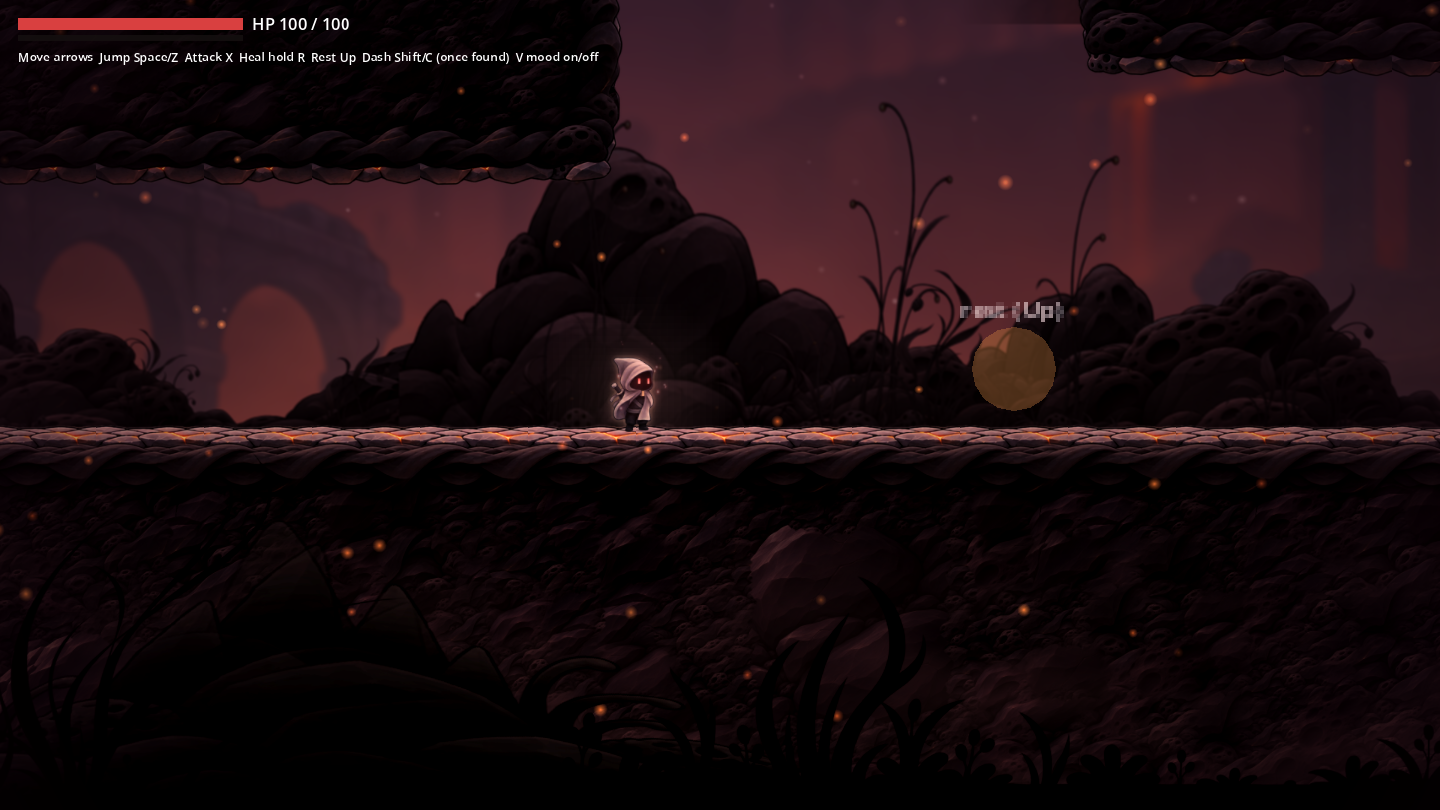 HP 100 / 100
Move arrows Jump Space/Z Attack X Heal hold R Rest Up Dash Shift/C (once found) V mood on/off
rest (Up)